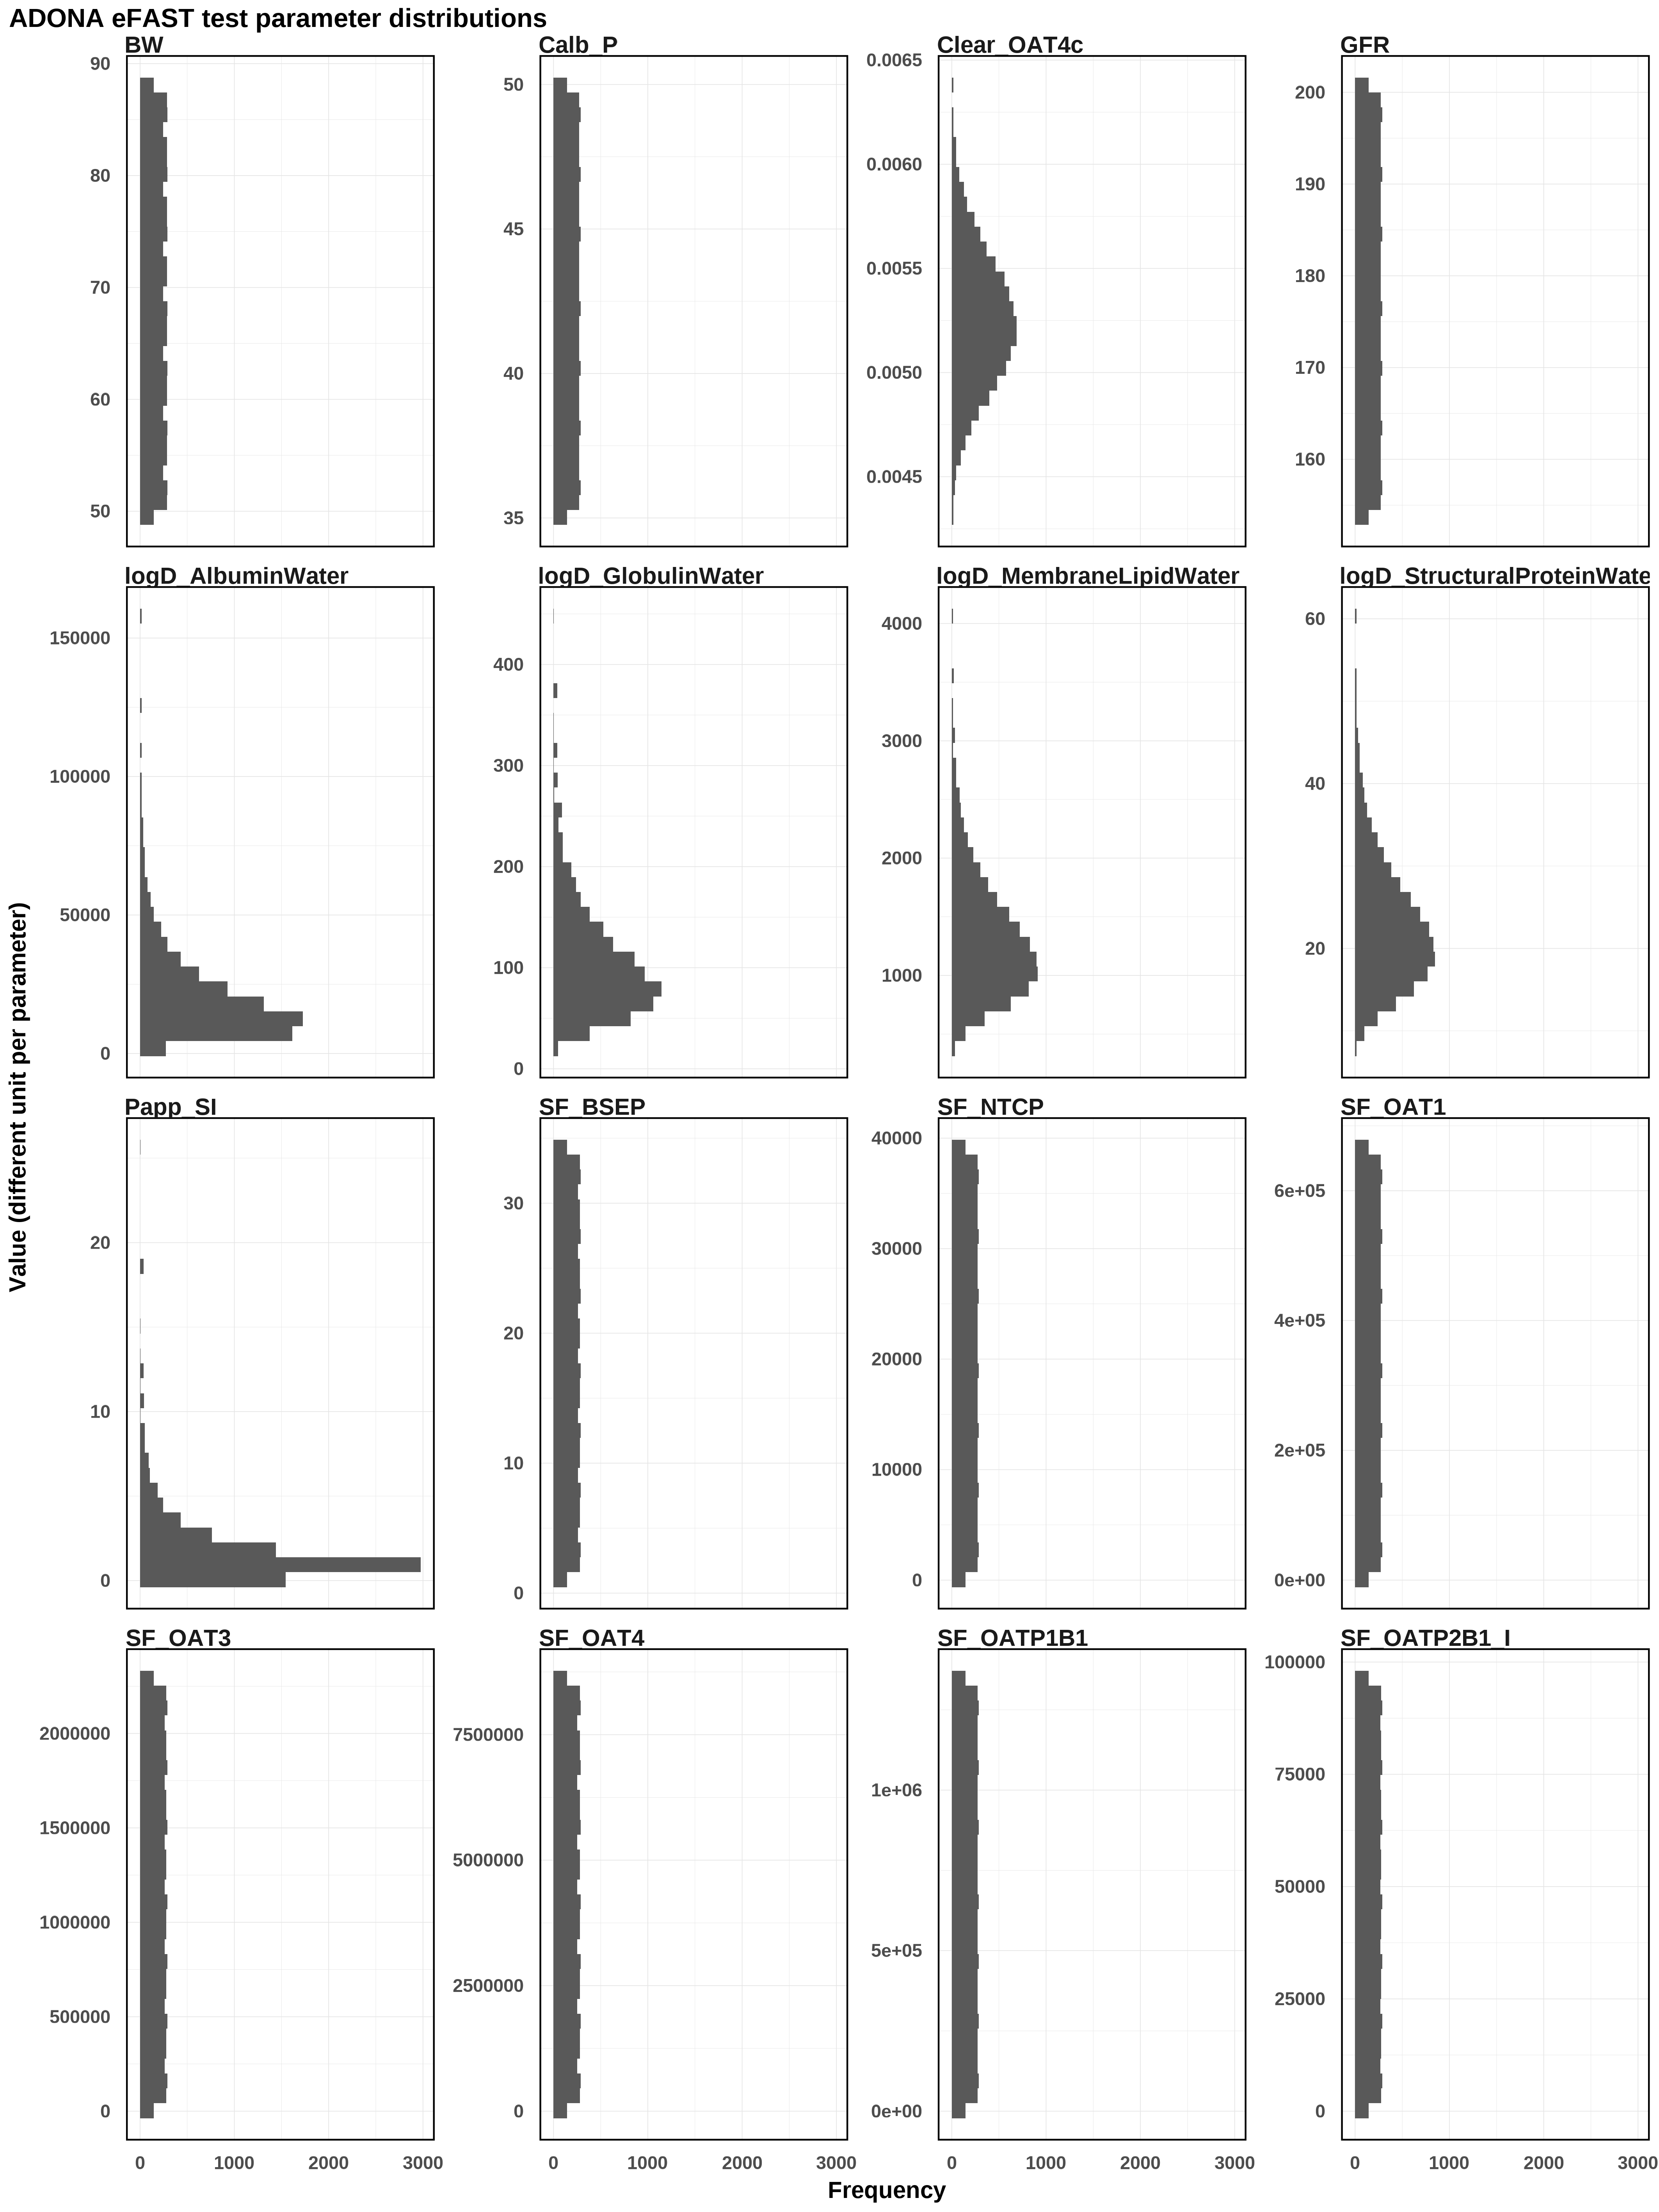 ADONA eFAST test parameter distributions
BW
Calb_P
Clear_OAT4c
GFR
90
80
70
60
50
50
45
40
35
0.0065
0.0060
0.0055
0.0050
0.0045
200
190
180
170
160
logD_AlbuminWater
logD_GlobulinWater
logD_MembraneLipidWater
logD_StructuralProteinWate
150000
100000
50000
0
400
300
200
100
0
4000
3000
2000
1000
60
40
20
Value (different unit per parameter)
Papp_SI
SF_BSEP
SF_NTCP
SF_OAT1
20
10
0
30
20
10
0
40000
30000
20000
10000
0
6e+05
4e+05
2e+05
0e+00
SF_OAT3
SF_OAT4
SF_OATP1B1
SF_OATP2B1_I
2000000
1500000
1000000
500000
0
7500000
5000000
2500000
0
1e+06
5e+05
0e+00
100000
75000
50000
25000
0
0 1000 2000 3000
0 1000 2000 3000
0 1000 2000 3000
0 1000 2000 3000
Frequency